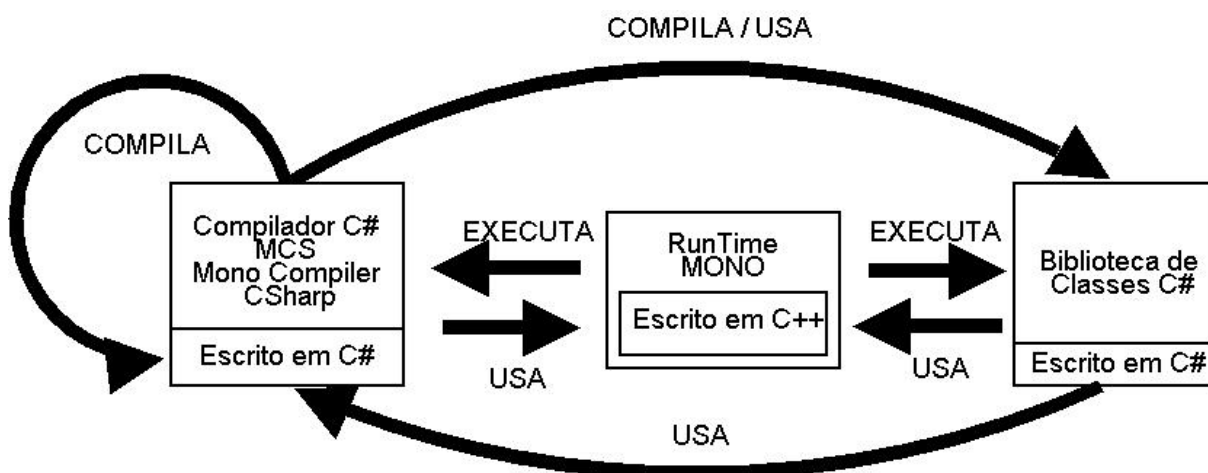 COMPILA / USA
COMPILA
Compilador C#
MCS
Mono Compiler
CSharp
Escrito em C#
EXECUTA
USA
RunTime
MONO
Escrito em C++
EXECUTA
USA
Biblioteca de
Classes C#
Escrito em C#
USA